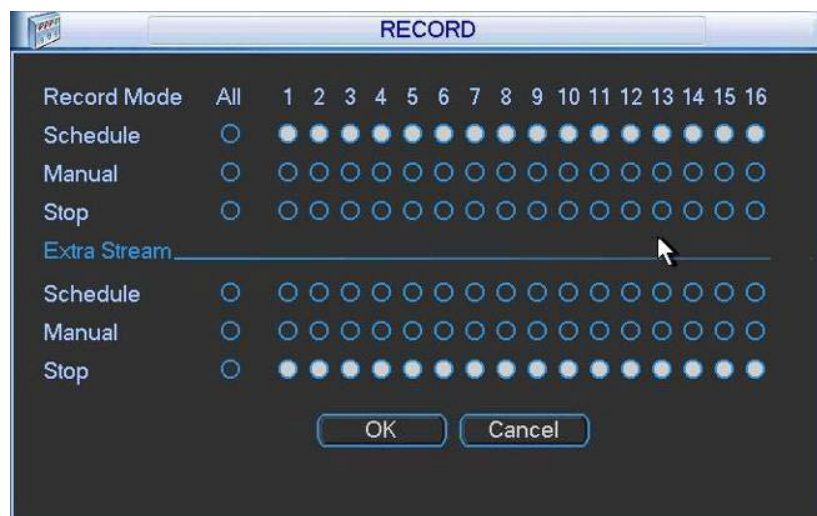 RECORD
Record Mode All 1 2 3 4 5 6 7 8 9 10 11 12 13 14 15 16
Schedule
Manual
Stop
Extra Stream
Schedule
Manual
Stop
OK Cancel